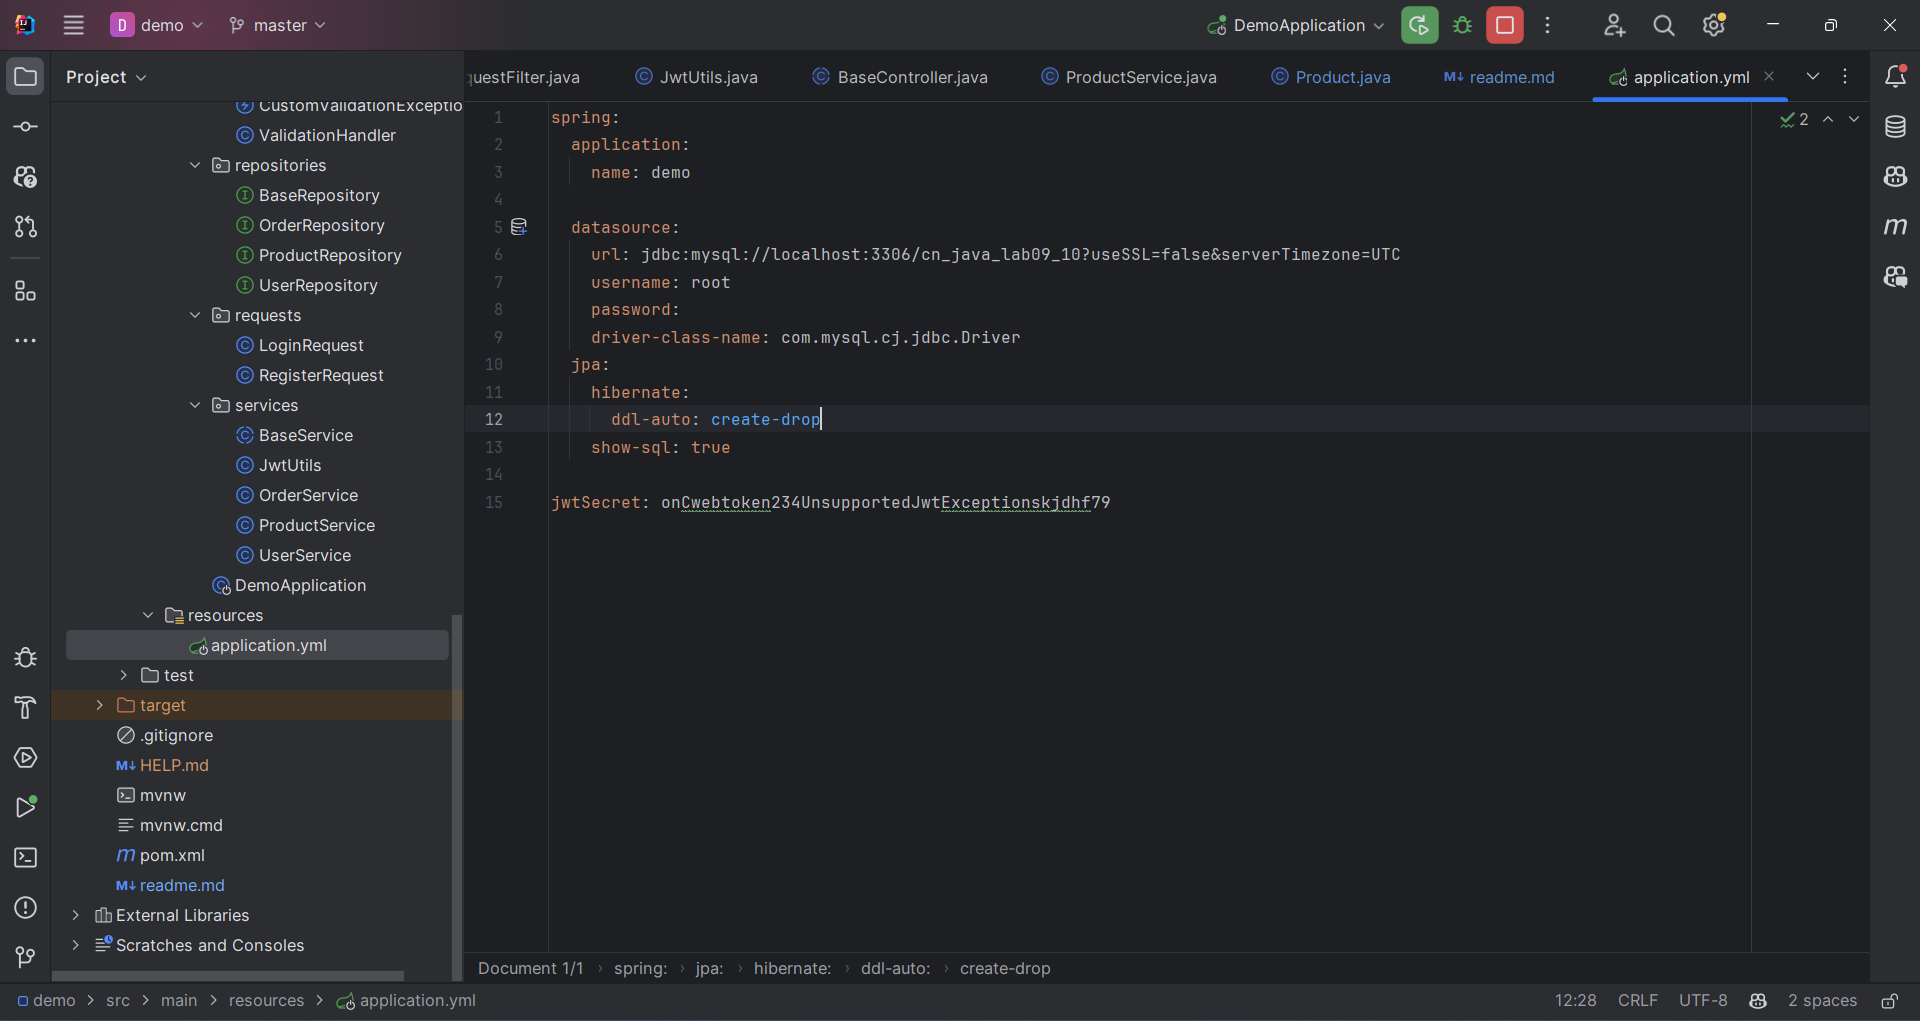 D demo master DemoApplication
Project
questFilter.java JwtUtils.java BaseController.java ProductService.java Product.java M↓ readme.md application.yml
CustomValidationExceptio
ValidationHandler
repositories
BaseRepository
OrderRepository
ProductRepository
UserRepository
requests
LoginRequest
RegisterRequest
services
BaseService
JwtUtils
OrderService
ProductService
UserService
DemoApplication
resources
application.yml
test
target
.gitignore
M↓ HELP.md
mvnw
mvnw.cmd
m pom.xml
M↓ readme.md
External Libraries
Scratches and Consoles
1 spring:
2 application:
3 name: demo
4
5 datasource:
6 url: jdbc:mysql://localhost:3306/cn_java_lab09_10?useSSL=false&serverTimezone=UTC
7 username: root
8 password:
9 driver-class-name: com.mysql.cj.jdbc.Driver
10 jpa:
11 hibernate:
12 ddl-auto: create-drop
13 show-sql: true
14
15 jwtSecret: onCwebtoken234UnsupportedJwtExceptionskjdhf79
2
m
Document 1/1 › spring: › jpa: › hibernate: › ddl-auto: › create-drop
demo > src > main > resources > application.yml
12:28 CRLF UTF-8 2 spaces